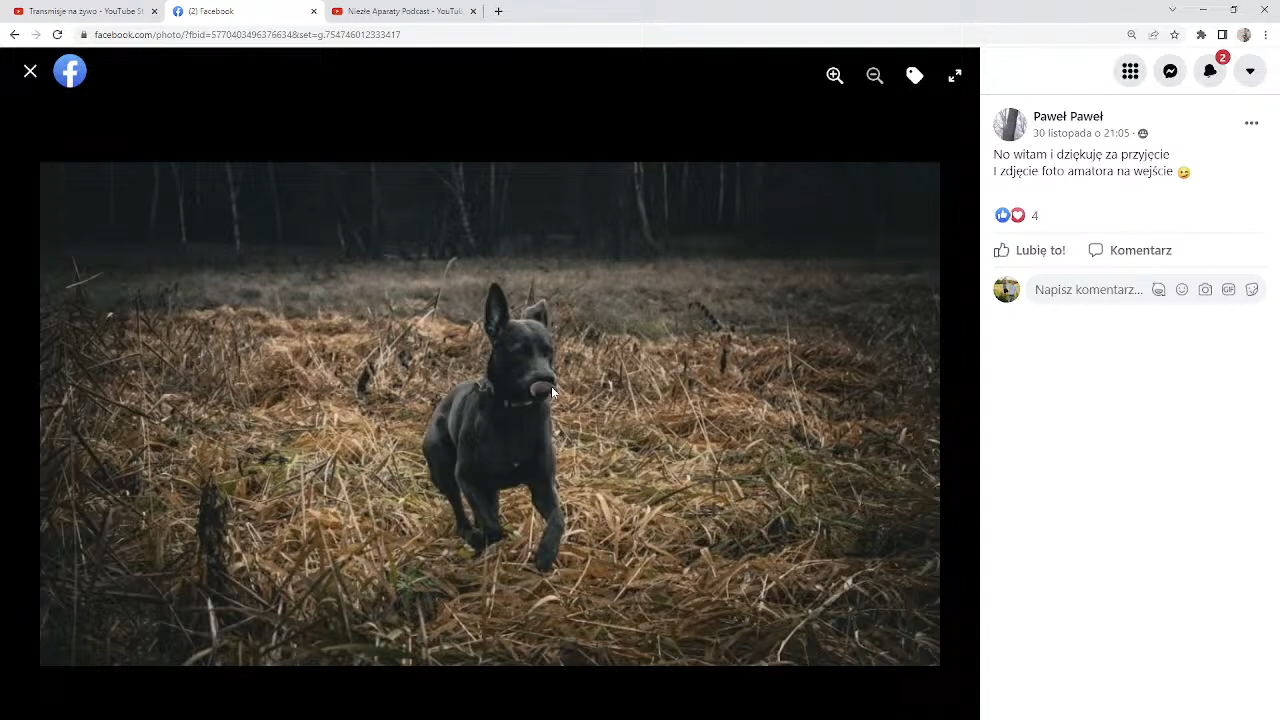 Transmisje na żywo - YouTube St
(2) Facebook
Niezłe Aparaty Podcast - YouTub
facebook.com/photo/?fbid=5770403496376634&set=g.754746012333417
2
Paweł Paweł
30 listopada o 21:05 ·
No witam i dziękuję za przyjęcie
I zdjęcie foto amatora na wejście
4
Lubię to!
Komentarz
Napisz komentarz...
GIF